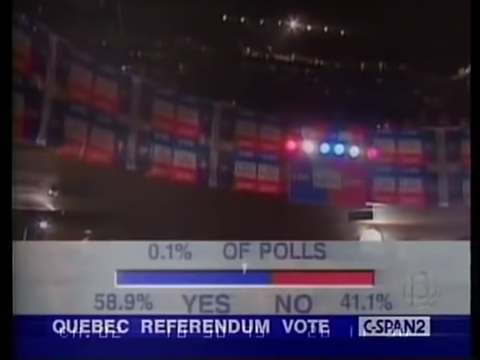 0.1% OF POLLS
58.9% YES NO 41.1%
QUEBEC REFERENDUM VOTE C-SPAN2